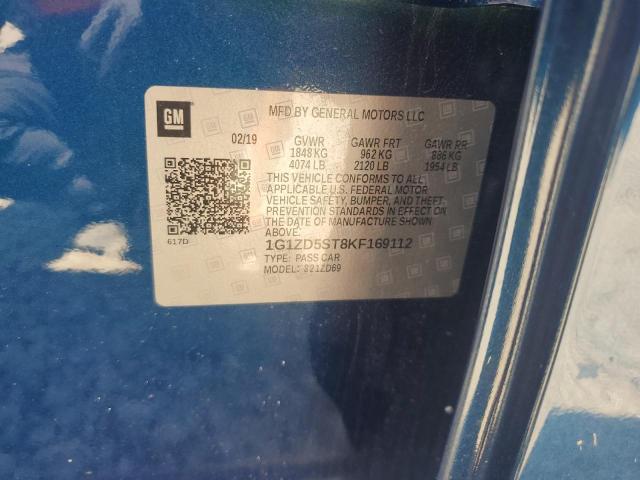 GM
MFD BY GENERAL MOTORS LLC
02/19 GVWR GAWR FRT GAWR RR
1848 KG 962 KG 886 KG
4074 LB 2120 LB 1954 LB
THIS VEHICLE CONFORMS TO ALL
APPLICABLE U.S. FEDERAL MOTOR
VEHICLE SAFETY, BUMPER, AND THEFT
PREVENTION STANDARDS IN EFFECT ON
THE DATE OF MANUFACTURE SHOWN
ABOVE.
617D
1G1ZD5ST8KF169112
TYPE: PASS CAR
MODEL: 3212D69